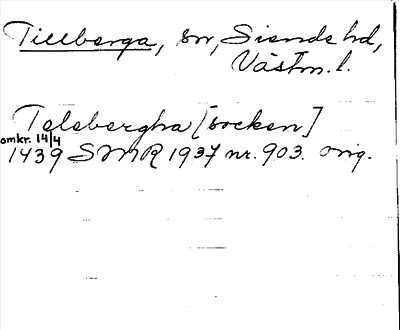 Tillberga, sn, Siende hd,
Västm. l.
Telebergha [socken]
omkr. 14/4
1439 SMR 1937 nr. 903. orig.